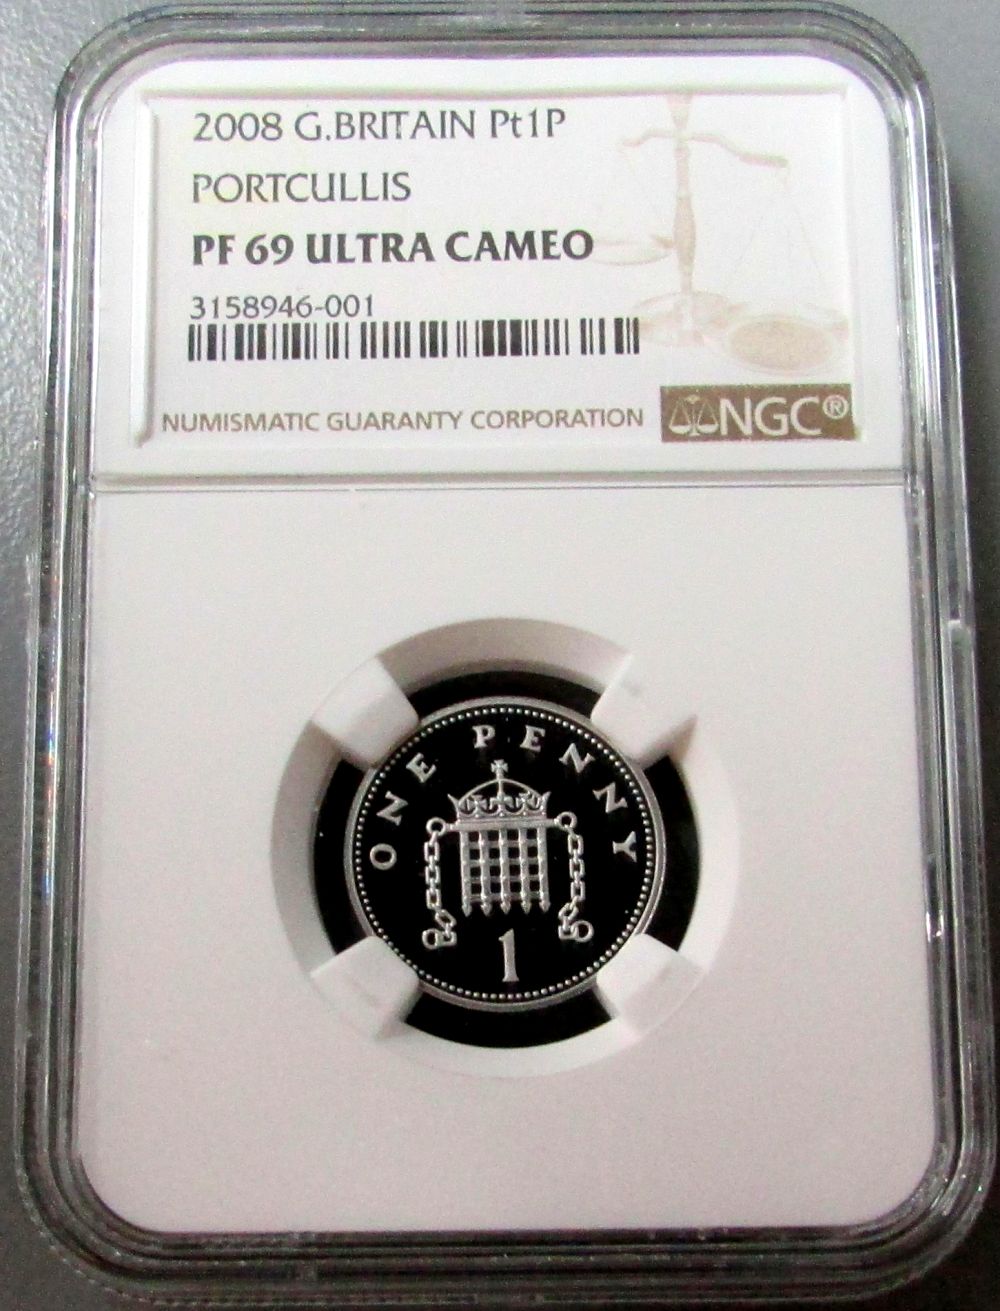 2008 G.BRITAIN Pt1P
PORTCULLIS
PF 69 ULTRA CAMEO
3158946-001
NUMISMATIC GUARANTY CORPORATION NGC®
ONE PENNY
1